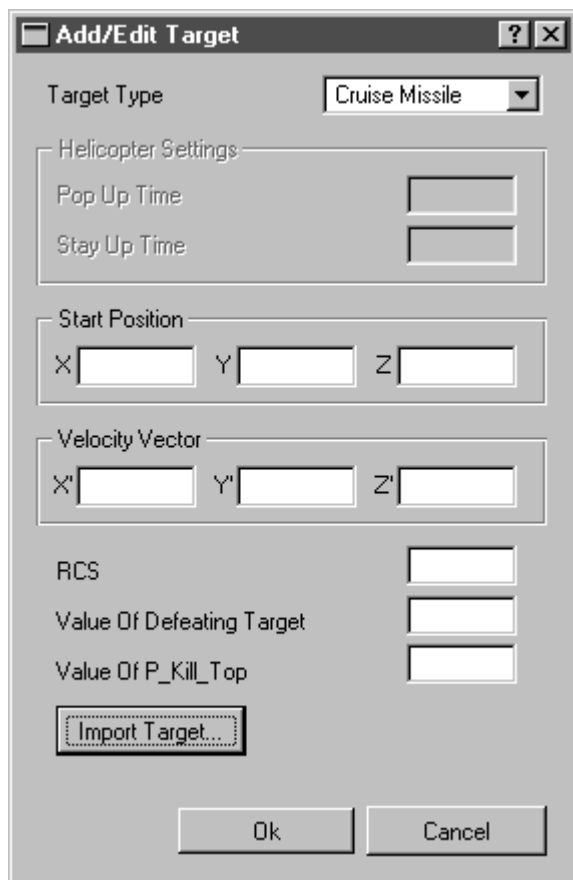 Add/Edit Target
Target Type Cruise Missile
Helicopter Settings
Pop Up Time
Stay Up Time
Start Position
X Y Z
Velocity Vector
X' Y' Z'
RCS
Value Of Defeating Target
Value Of P_Kill_Top
Import Target...
Ok Cancel